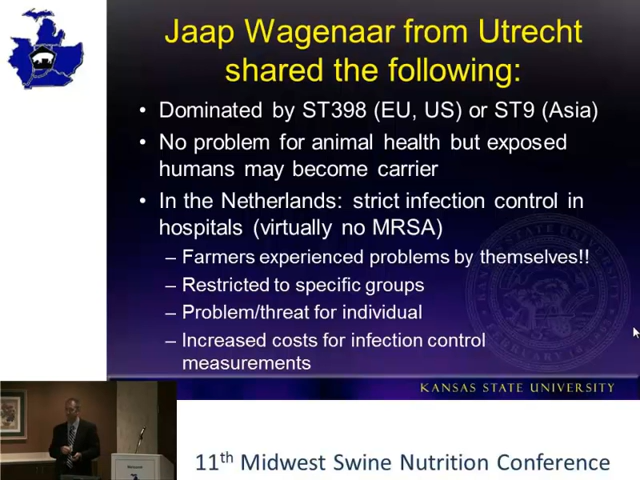 Jaap Wagenaar from Utrecht
shared the following:
• Dominated by ST398 (EU, US) or ST9 (Asia)
• No problem for animal health but exposed
humans may become carrier
• In the Netherlands: strict infection control in
hospitals (virtually no MRSA)
– Farmers experienced problems by themselves!!
– Restricted to specific groups
– Problem/threat for individual
– Increased costs for infection control
measurements
KANSAS STATE UNIVERSITY
11th Midwest Swine Nutrition Conference